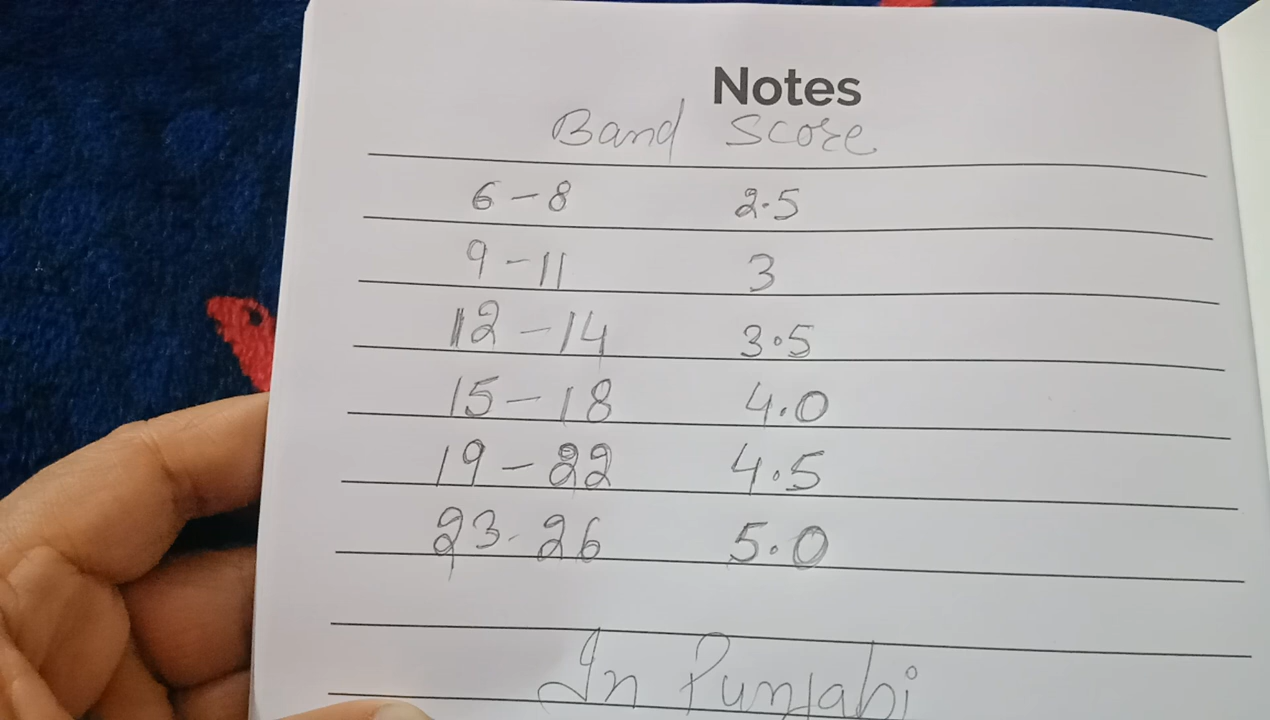 Notes
Band Score
6-8 2.5
9-11 3
12-14 3.5
15-18 4.0
19-22 4.5
23-26 5.0
In Punjabi